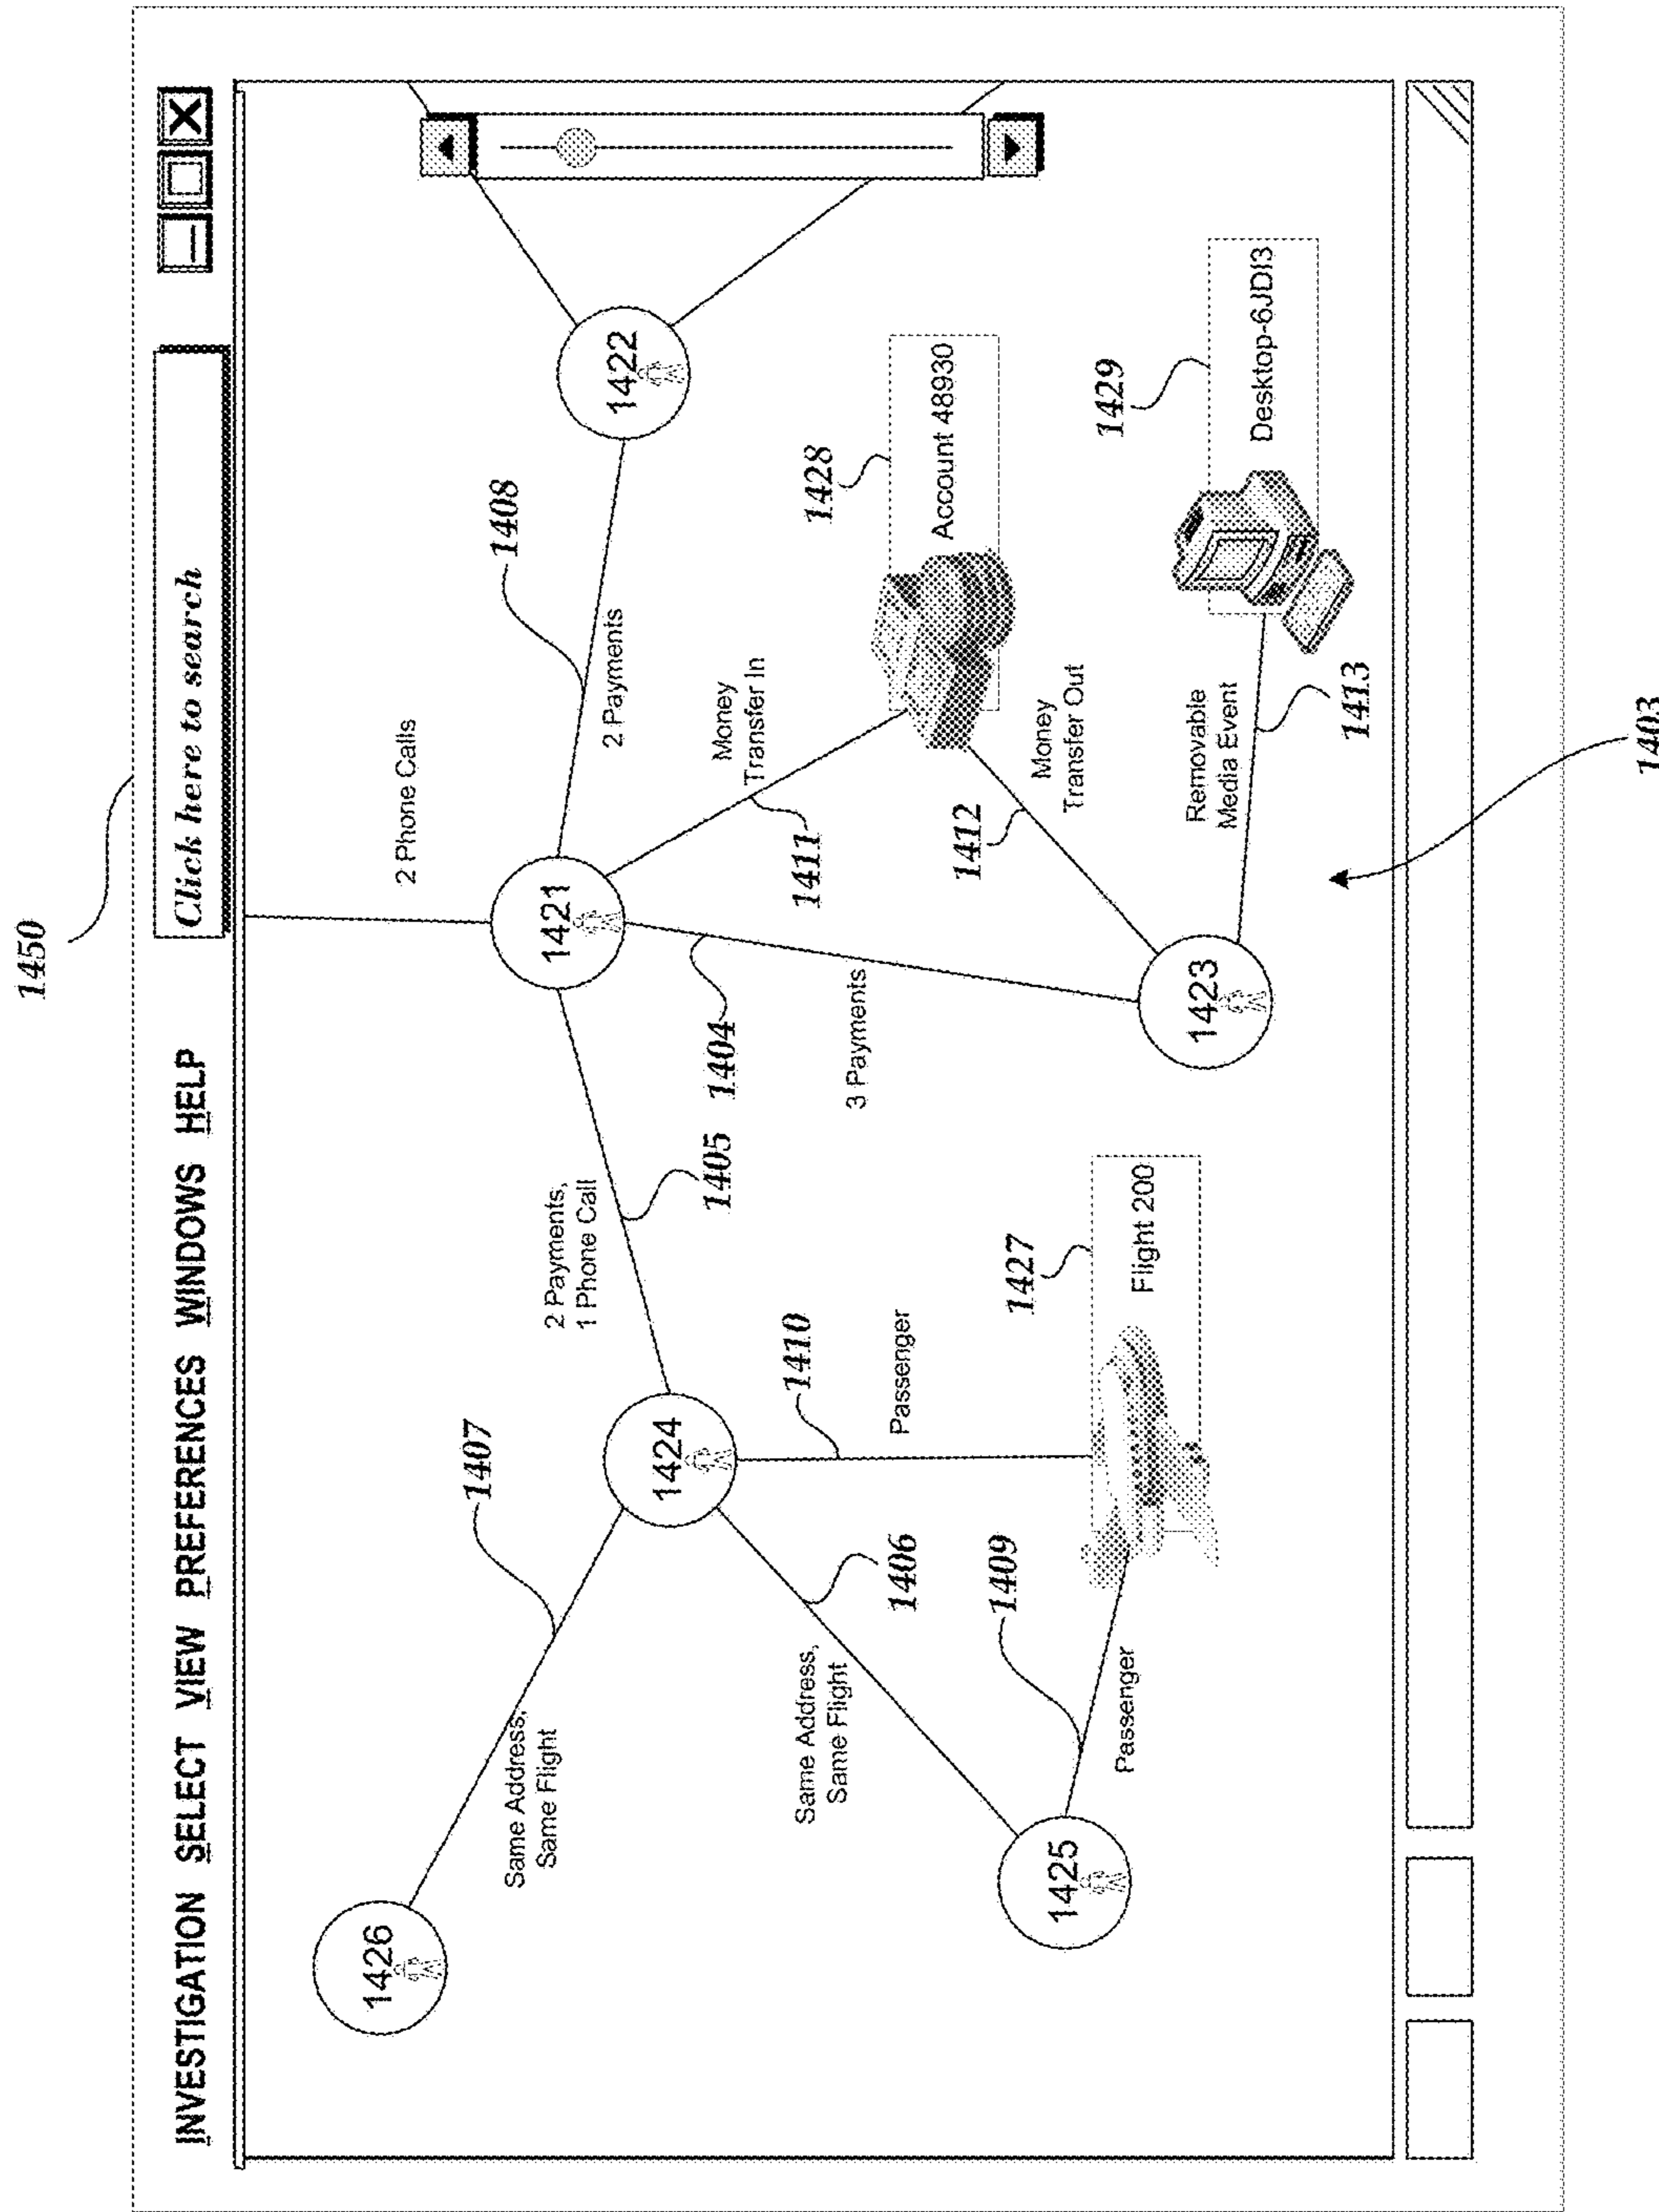 1450
INVESTIGATION SELECT VIEW PREFERENCES WINDOWS HELP
Click here to search
2 Phone Calls
1426
1407
Same Address,
Same Flight
1424
2 Payments,
1 Phone Call
1405
1421
1408
2 Payments
1422
1404
3 Payments
Money
Transfer In
1411
1428
Account 48930
1406
Same Address,
Same Flight
1410
Passenger
1427
Flight 200
1412
Money
Transfer Out
1409
Passenger
1425
1423
Removable
Media Event
1413
1429
Desktop-6JDI3
1403